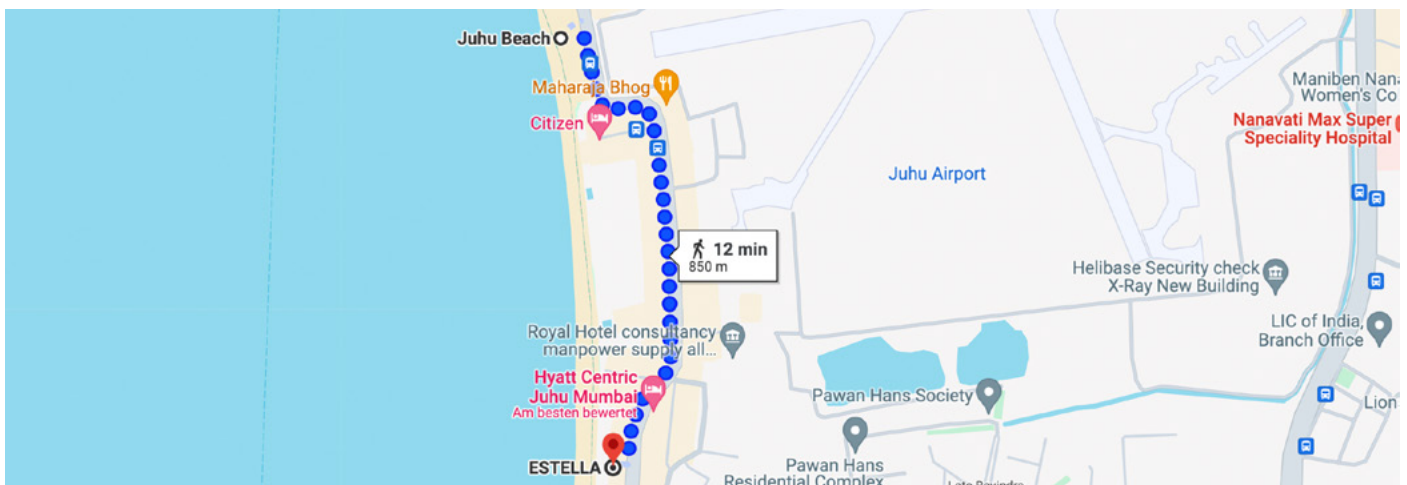 Juhu Beach
Maharaja Bhog
Citizen
12 min
850 m
Juhu Airport
Maniben Nan
Women's Co
Nanavati Max Super
Speciality Hospital
Helibase Security check
X-Ray New Building
LIC of India,
Branch Office
Royal Hotel consultancy
manpower supply all...
Hyatt Centric
Juhu Mumbai
Am besten bewertet
Pawan Hans Society
Lion
ESTELLA
Pawan Hans
Residential Complex